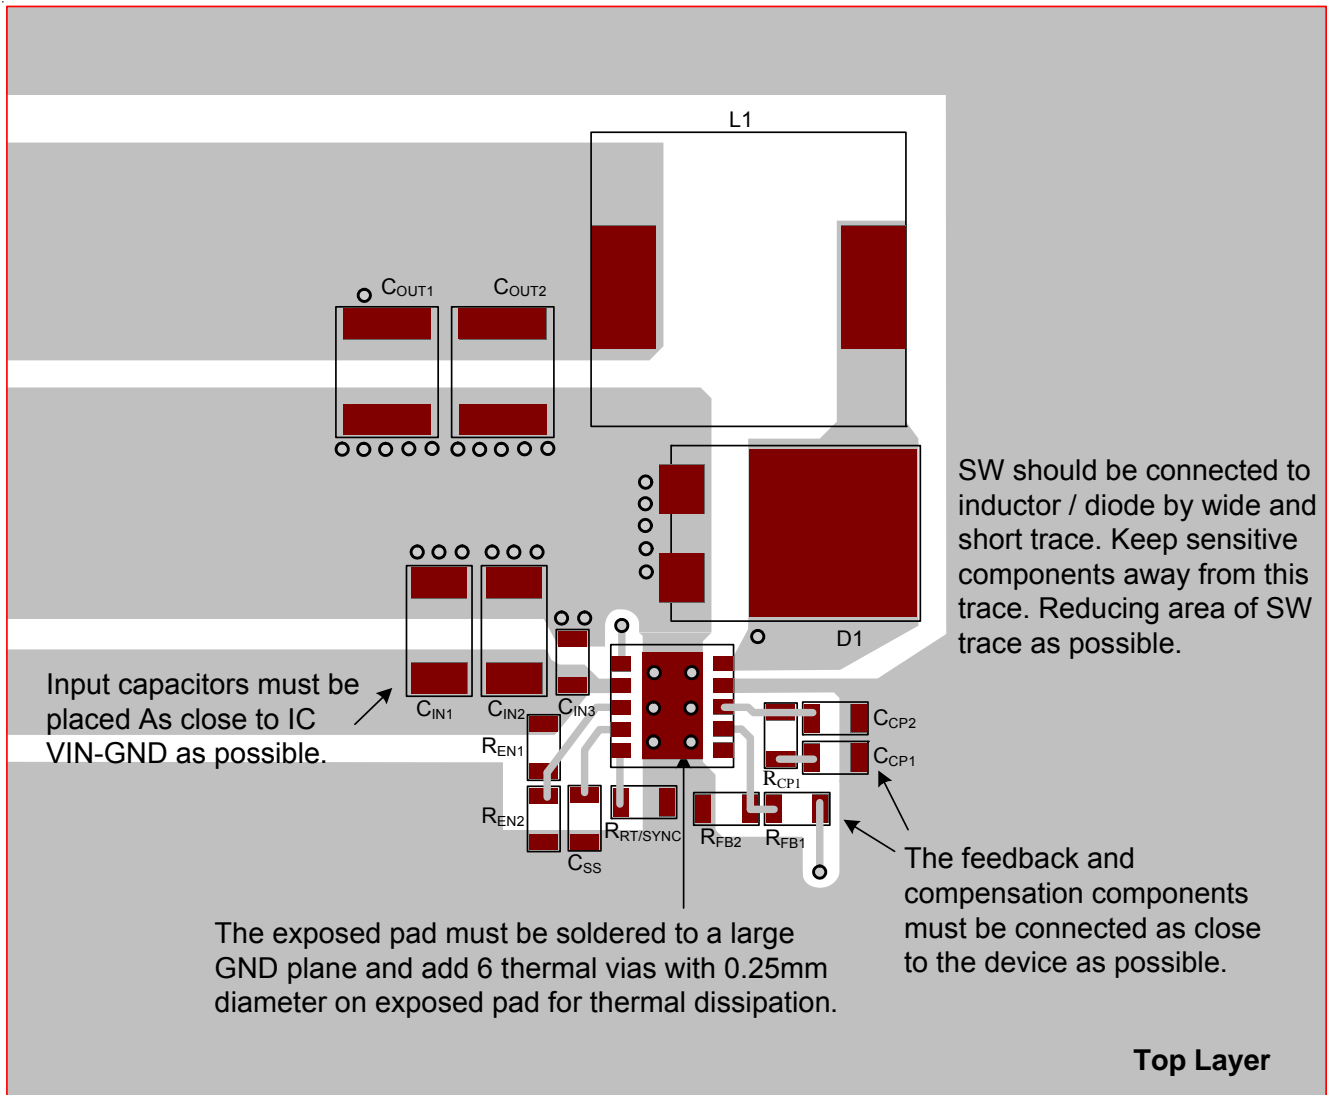 L1
COUT1
COUT2
SW should be connected to
inductor / diode by wide and
short trace. Keep sensitive
components away from this
trace. Reducing area of SW
trace as possible.
D1
Input capacitors must be
placed As close to IC
VIN-GND as possible.
CIN1
CIN2
CIN3
REN1
REN2
CSS
RRT/SYNC
RFB2
RFB1
RCP1
CCP2
CCP1
The feedback and
compensation components
must be connected as close
to the device as possible.
The exposed pad must be soldered to a large
GND plane and add 6 thermal vias with 0.25mm
diameter on exposed pad for thermal dissipation.
Top Layer